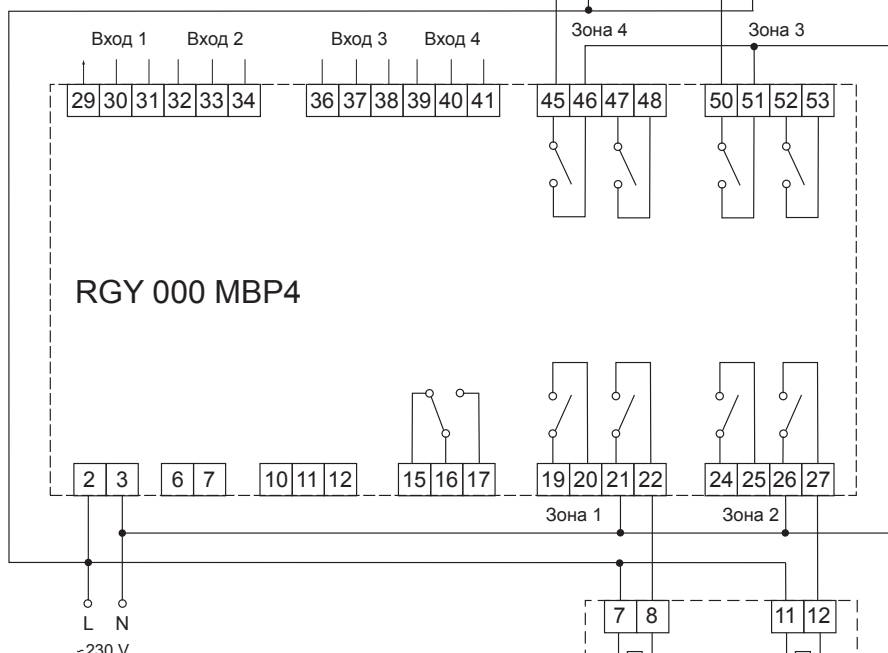 Зона 4 Зона 3
Вход 1 Вход 2 Вход 3 Вход 4
29 30 31 32 33 34 36 37 38 39 40 41 45 46 47 48 50 51 52 53
RGY 000 MBP4
2 3 6 7 10 11 12 15 16 17 19 20 21 22 24 25 26 27
Зона 1 Зона 2
7 8 11 12
L N
~230 V